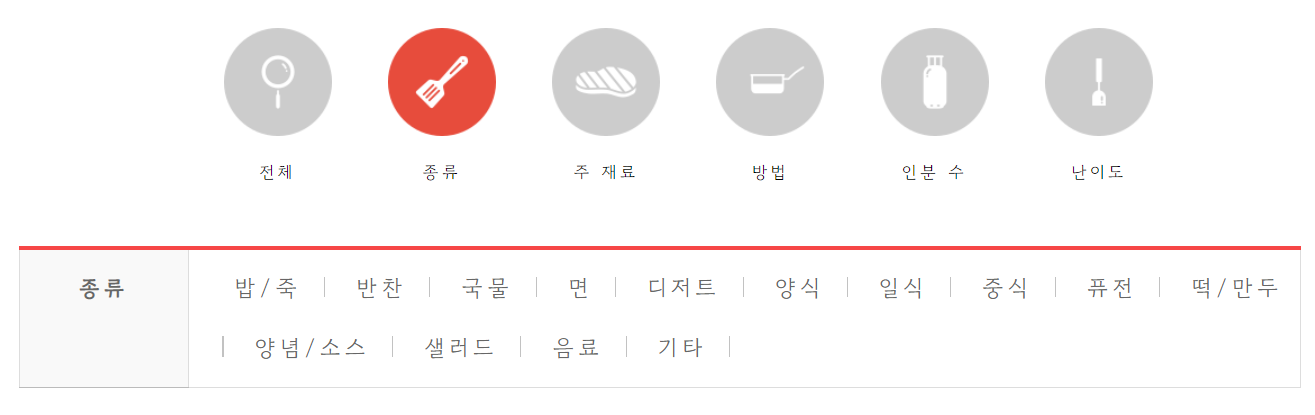 전체 종류 주 재료 방법 인분 수 난이도
종류 밥/죽 반찬 국물 면 디저트 양식 일식 중식 퓨전 떡/만두
양념/소스 샐러드 음료 기타